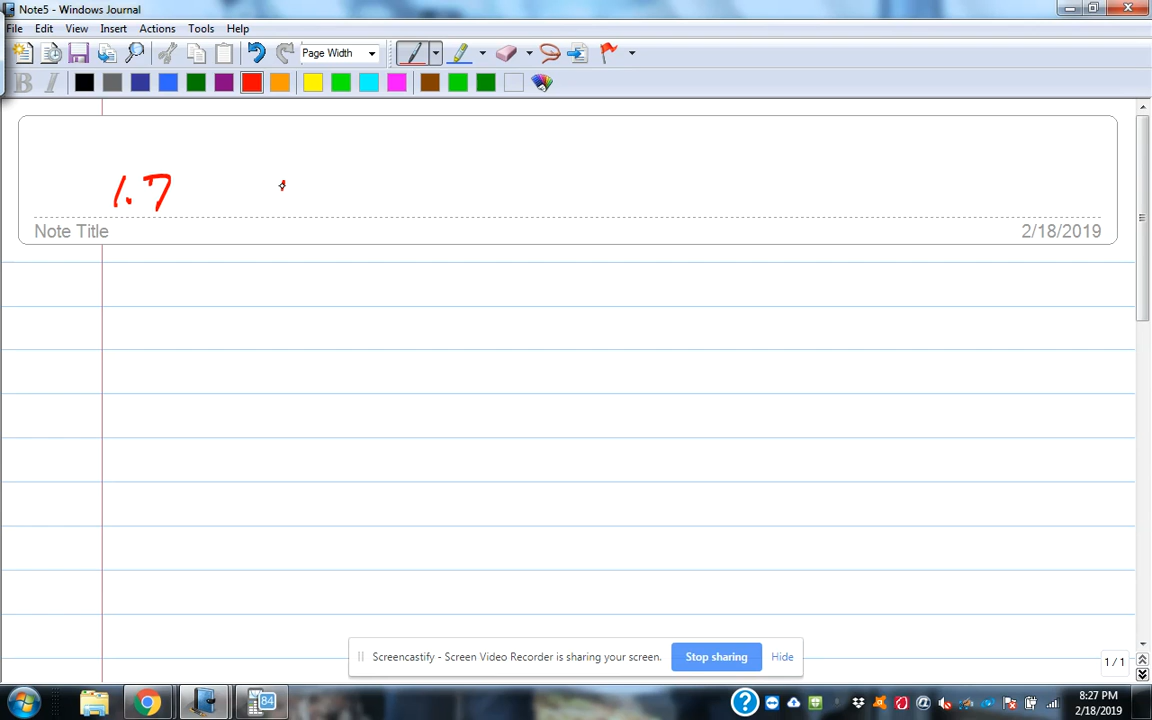 Note5 - Windows Journal
File Edit View Insert Actions Tools Help
Page Width
B I
1.7
Note Title 2/18/2019
Screencastify - Screen Video Recorder is sharing your screen. Stop sharing Hide
1 / 1
84
? 8:27 PM
2/18/2019